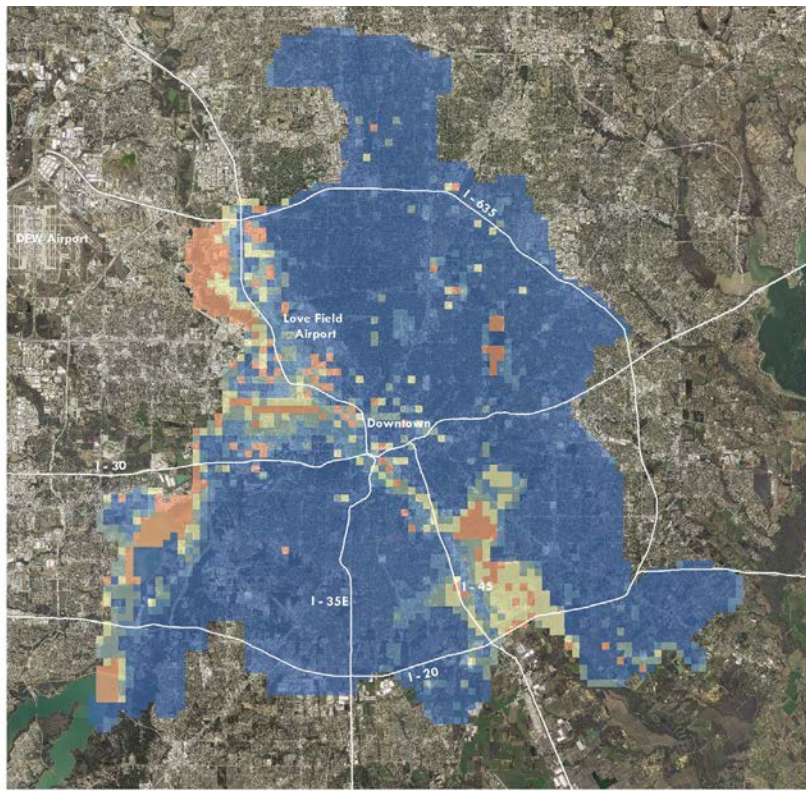 I - 635
DFW Airport
Love Field
Airport
Downtown
I - 30
I - 45
I - 35E
I - 20